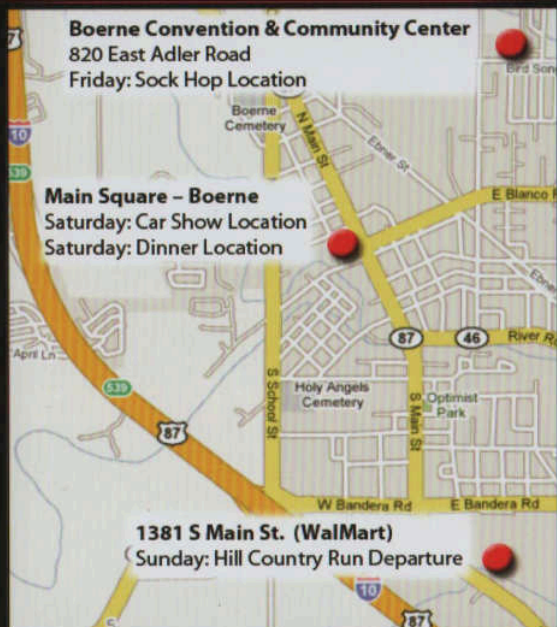 Boerne Convention & Community Center
820 East Adler Road
Friday: Sock Hop Location
Boerne
Cemetery
N Main St
Ebner St
10
539
Main Square – Boerne
Saturday: Car Show Location
Saturday: Dinner Location
E Blanco
87
46
River
April Ln
539
Holy Angels
Cemetery
S School St
S Main St
Optimist
Park
87
W Bandera Rd
E Bandera Rd
1381 S Main St. (WalMart)
Sunday: Hill Country Run Departure
10
87